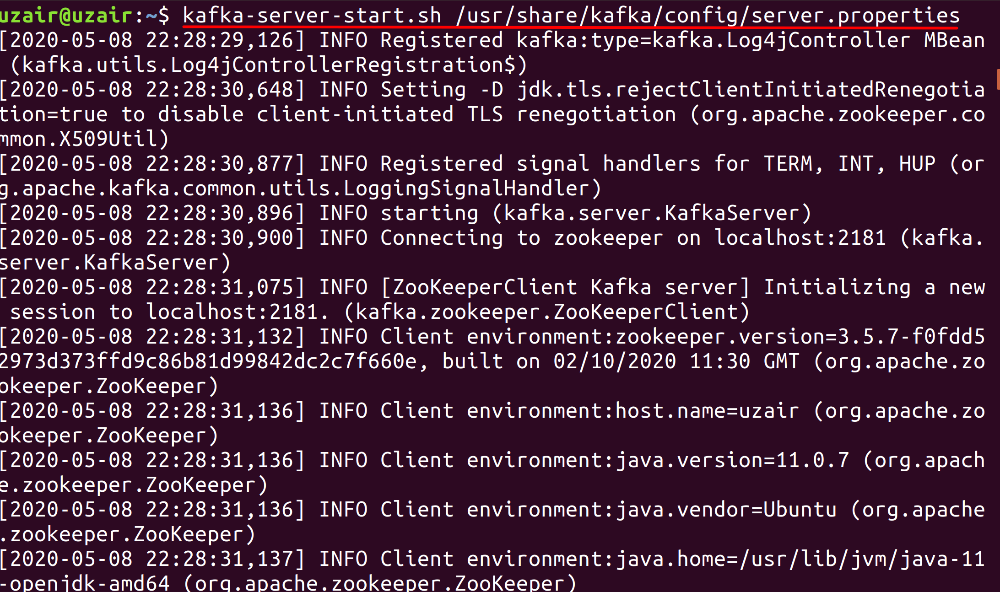 uzair@uzair:~$ kafka-server-start.sh /usr/share/kafka/config/server.properties
[2020-05-08 22:28:29,126] INFO Registered kafka:type=kafka.Log4jController MBean
 (kafka.utils.Log4jControllerRegistration$)
[2020-05-08 22:28:30,648] INFO Setting -D jdk.tls.rejectClientInitiatedRenegotia
tion=true to disable client-initiated TLS renegotiation (org.apache.zookeeper.co
mmon.X509Util)
[2020-05-08 22:28:30,877] INFO Registered signal handlers for TERM, INT, HUP (or
g.apache.kafka.common.utils.LoggingSignalHandler)
[2020-05-08 22:28:30,896] INFO starting (kafka.server.KafkaServer)
[2020-05-08 22:28:30,900] INFO Connecting to zookeeper on localhost:2181 (kafka.
server.KafkaServer)
[2020-05-08 22:28:31,075] INFO [ZooKeeperClient Kafka server] Initializing a new
 session to localhost:2181. (kafka.zookeeper.ZooKeeperClient)
[2020-05-08 22:28:31,132] INFO Client environment:zookeeper.version=3.5.7-f0fdd5
2973d373ffd9c86b81d99842dc2c7f660e, built on 02/10/2020 11:30 GMT (org.apache.zo
okeeper.ZooKeeper)
[2020-05-08 22:28:31,136] INFO Client environment:host.name=uzair (org.apache.zo
okeeper.ZooKeeper)
[2020-05-08 22:28:31,136] INFO Client environment:java.version=11.0.7 (org.apach
e.zookeeper.ZooKeeper)
[2020-05-08 22:28:31,136] INFO Client environment:java.vendor=Ubuntu (org.apache
.zookeeper.ZooKeeper)
[2020-05-08 22:28:31,137] INFO Client environment:java.home=/usr/lib/jvm/java-11
-openjdk-amd64 (org.apache.zookeeper.ZooKeeper)